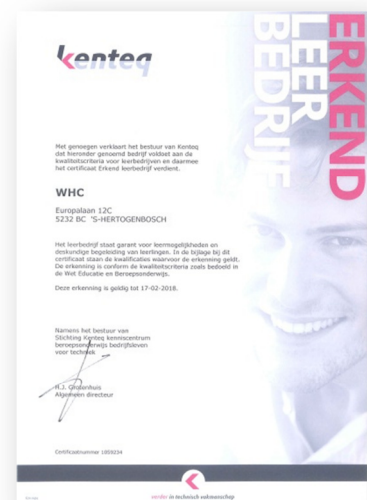 kenteq
ERKEND
LEER
BEDRIJF
Met genoegen verklaart het bestuur van Kenteq
dat hieronder genoemd bedrijf voldoet aan de
kwaliteitscriteria voor leerbedrijven en daarmee
het certificaat Erkend leerbedrijf verdient.
WHC
Europalaan 12C
5232 BC 'S-HERTOGENBOSCH
Het leerbedrijf staat garant voor leermogelijkheden en
deskundige begeleiding van leerlingen. In de bijlage bij dit
certificaat staan de kwalificaties waarvoor de erkenning geldt.
De erkenning is conform de kwaliteitscriteria zoals bedoeld in
de Wet Educatie en Beroepsonderwijs.
Deze erkenning is geldig tot 17-02-2018.
Namens het bestuur van
Stichting Kenteq kenniscentrum
beroepsonderwijs bedrijfsleven
voor techniek
H.J. Grotenhuis
Algemeen directeur
Certificaatnummer 1959234
verder in technisch vakmanschap